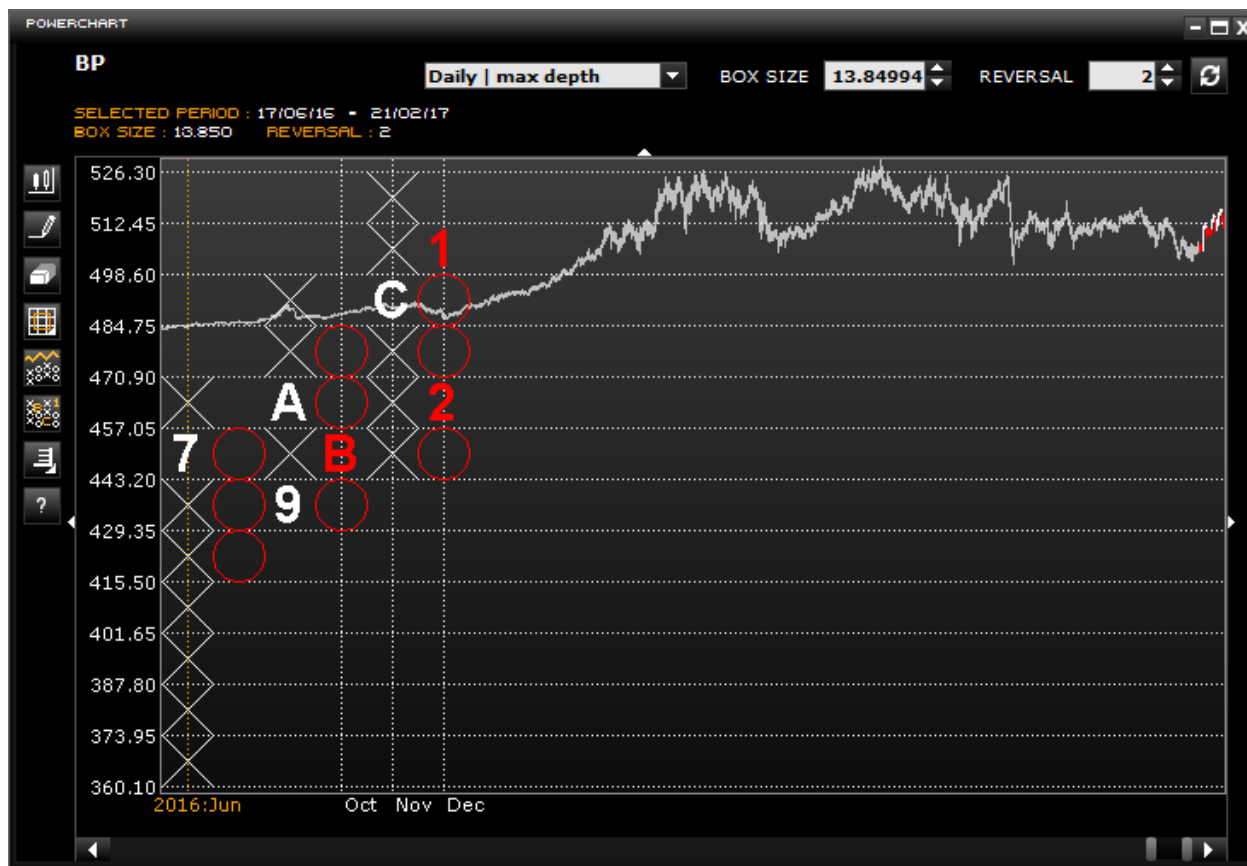 POWERCHART
BP
Daily | max depth BOX SIZE 13.84994 REVERSAL 2
SELECTED PERIOD : 17/06/16 - 21/02/17
BOX SIZE : 13.850 REVERSAL : 2
526.30
512.45
1
498.60
C
484.75
470.90
A 2
457.05
7 B
443.20
9
?
429.35
415.50
401.65
387.80
373.95
360.10
2016:Jun Oct Nov Dec